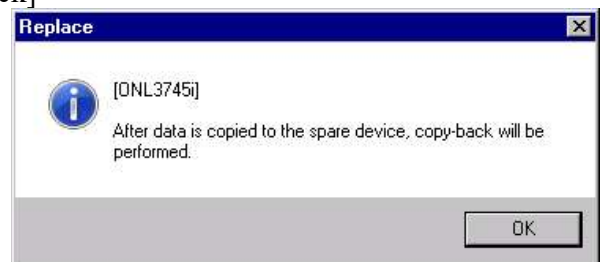 Replace
[ONL3745i]
After data is copied to the spare device, copy-back will be
performed.
OK